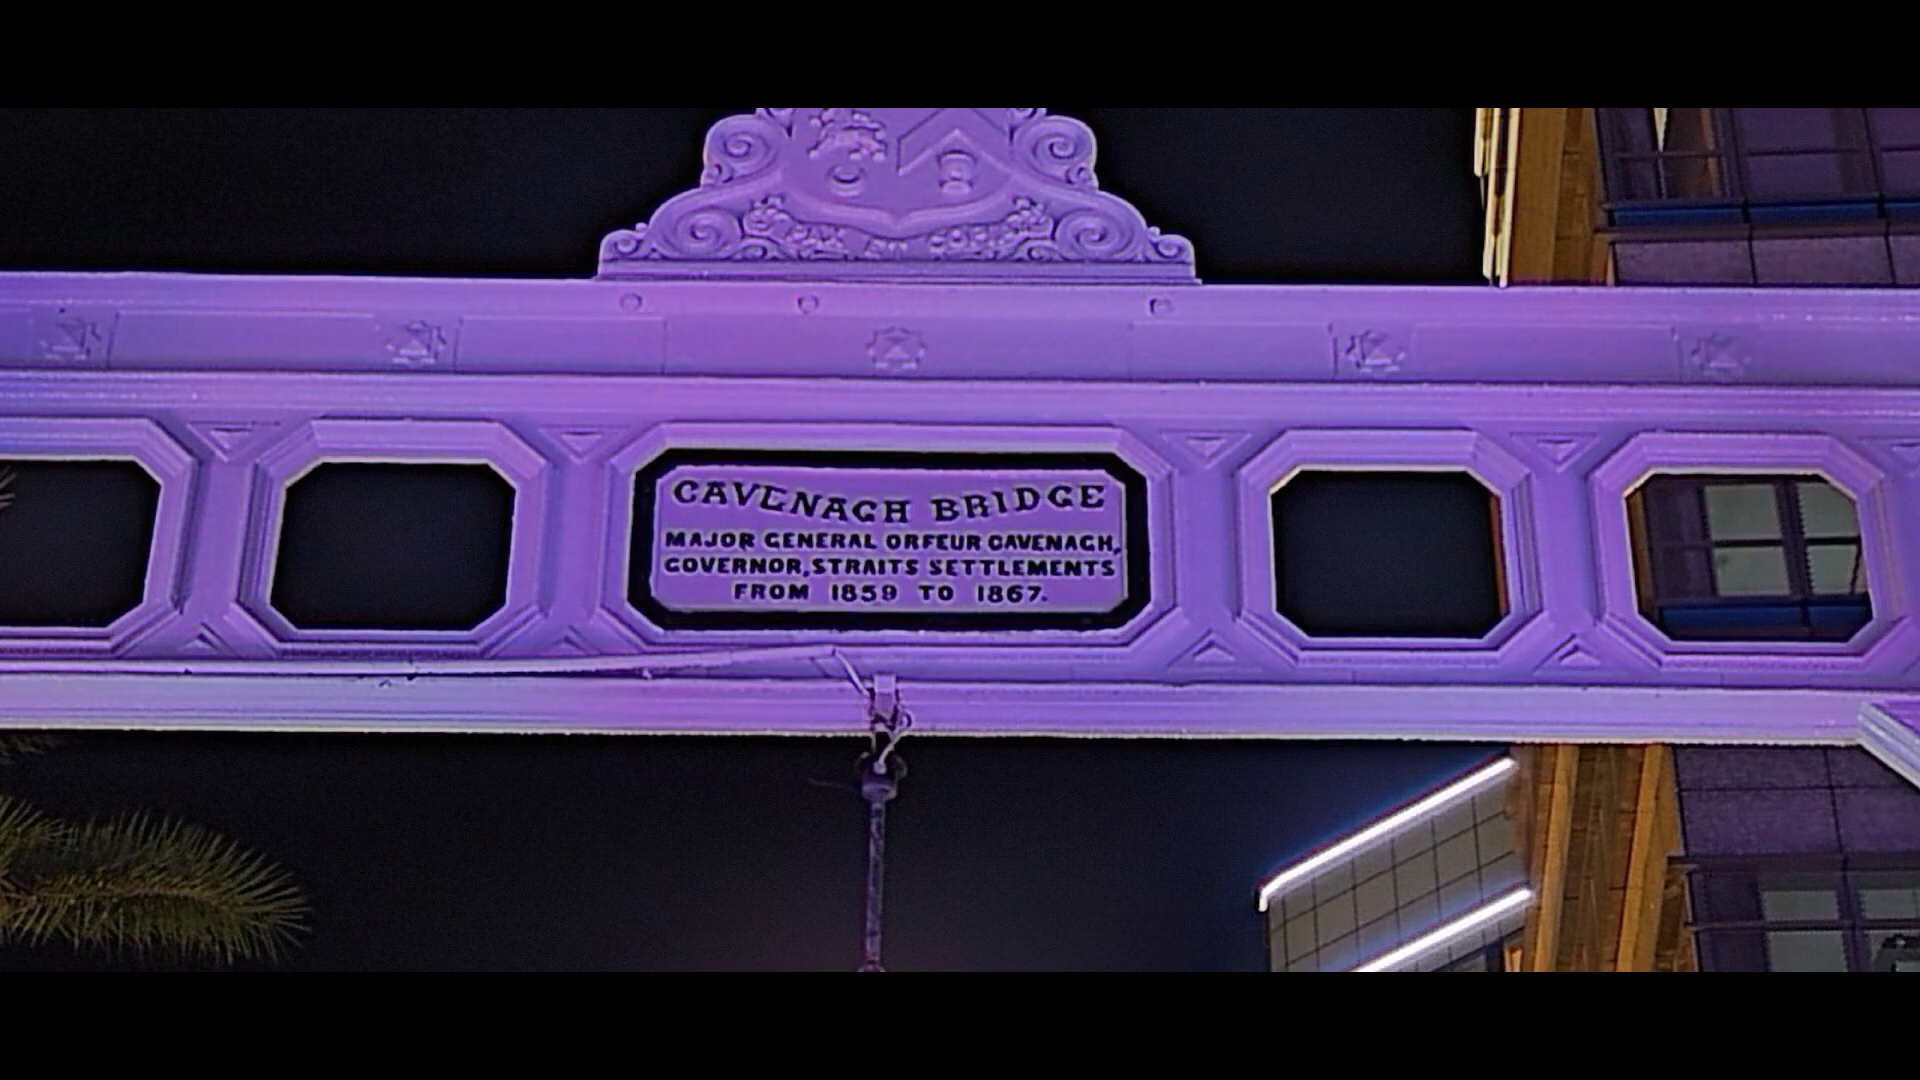 CAVENAGH BRIDGE
MAJOR GENERAL ORFEUR CAVENAGH,
GOVERNOR, STRAITS SETTLEMENTS
FROM 1859 TO 1867.